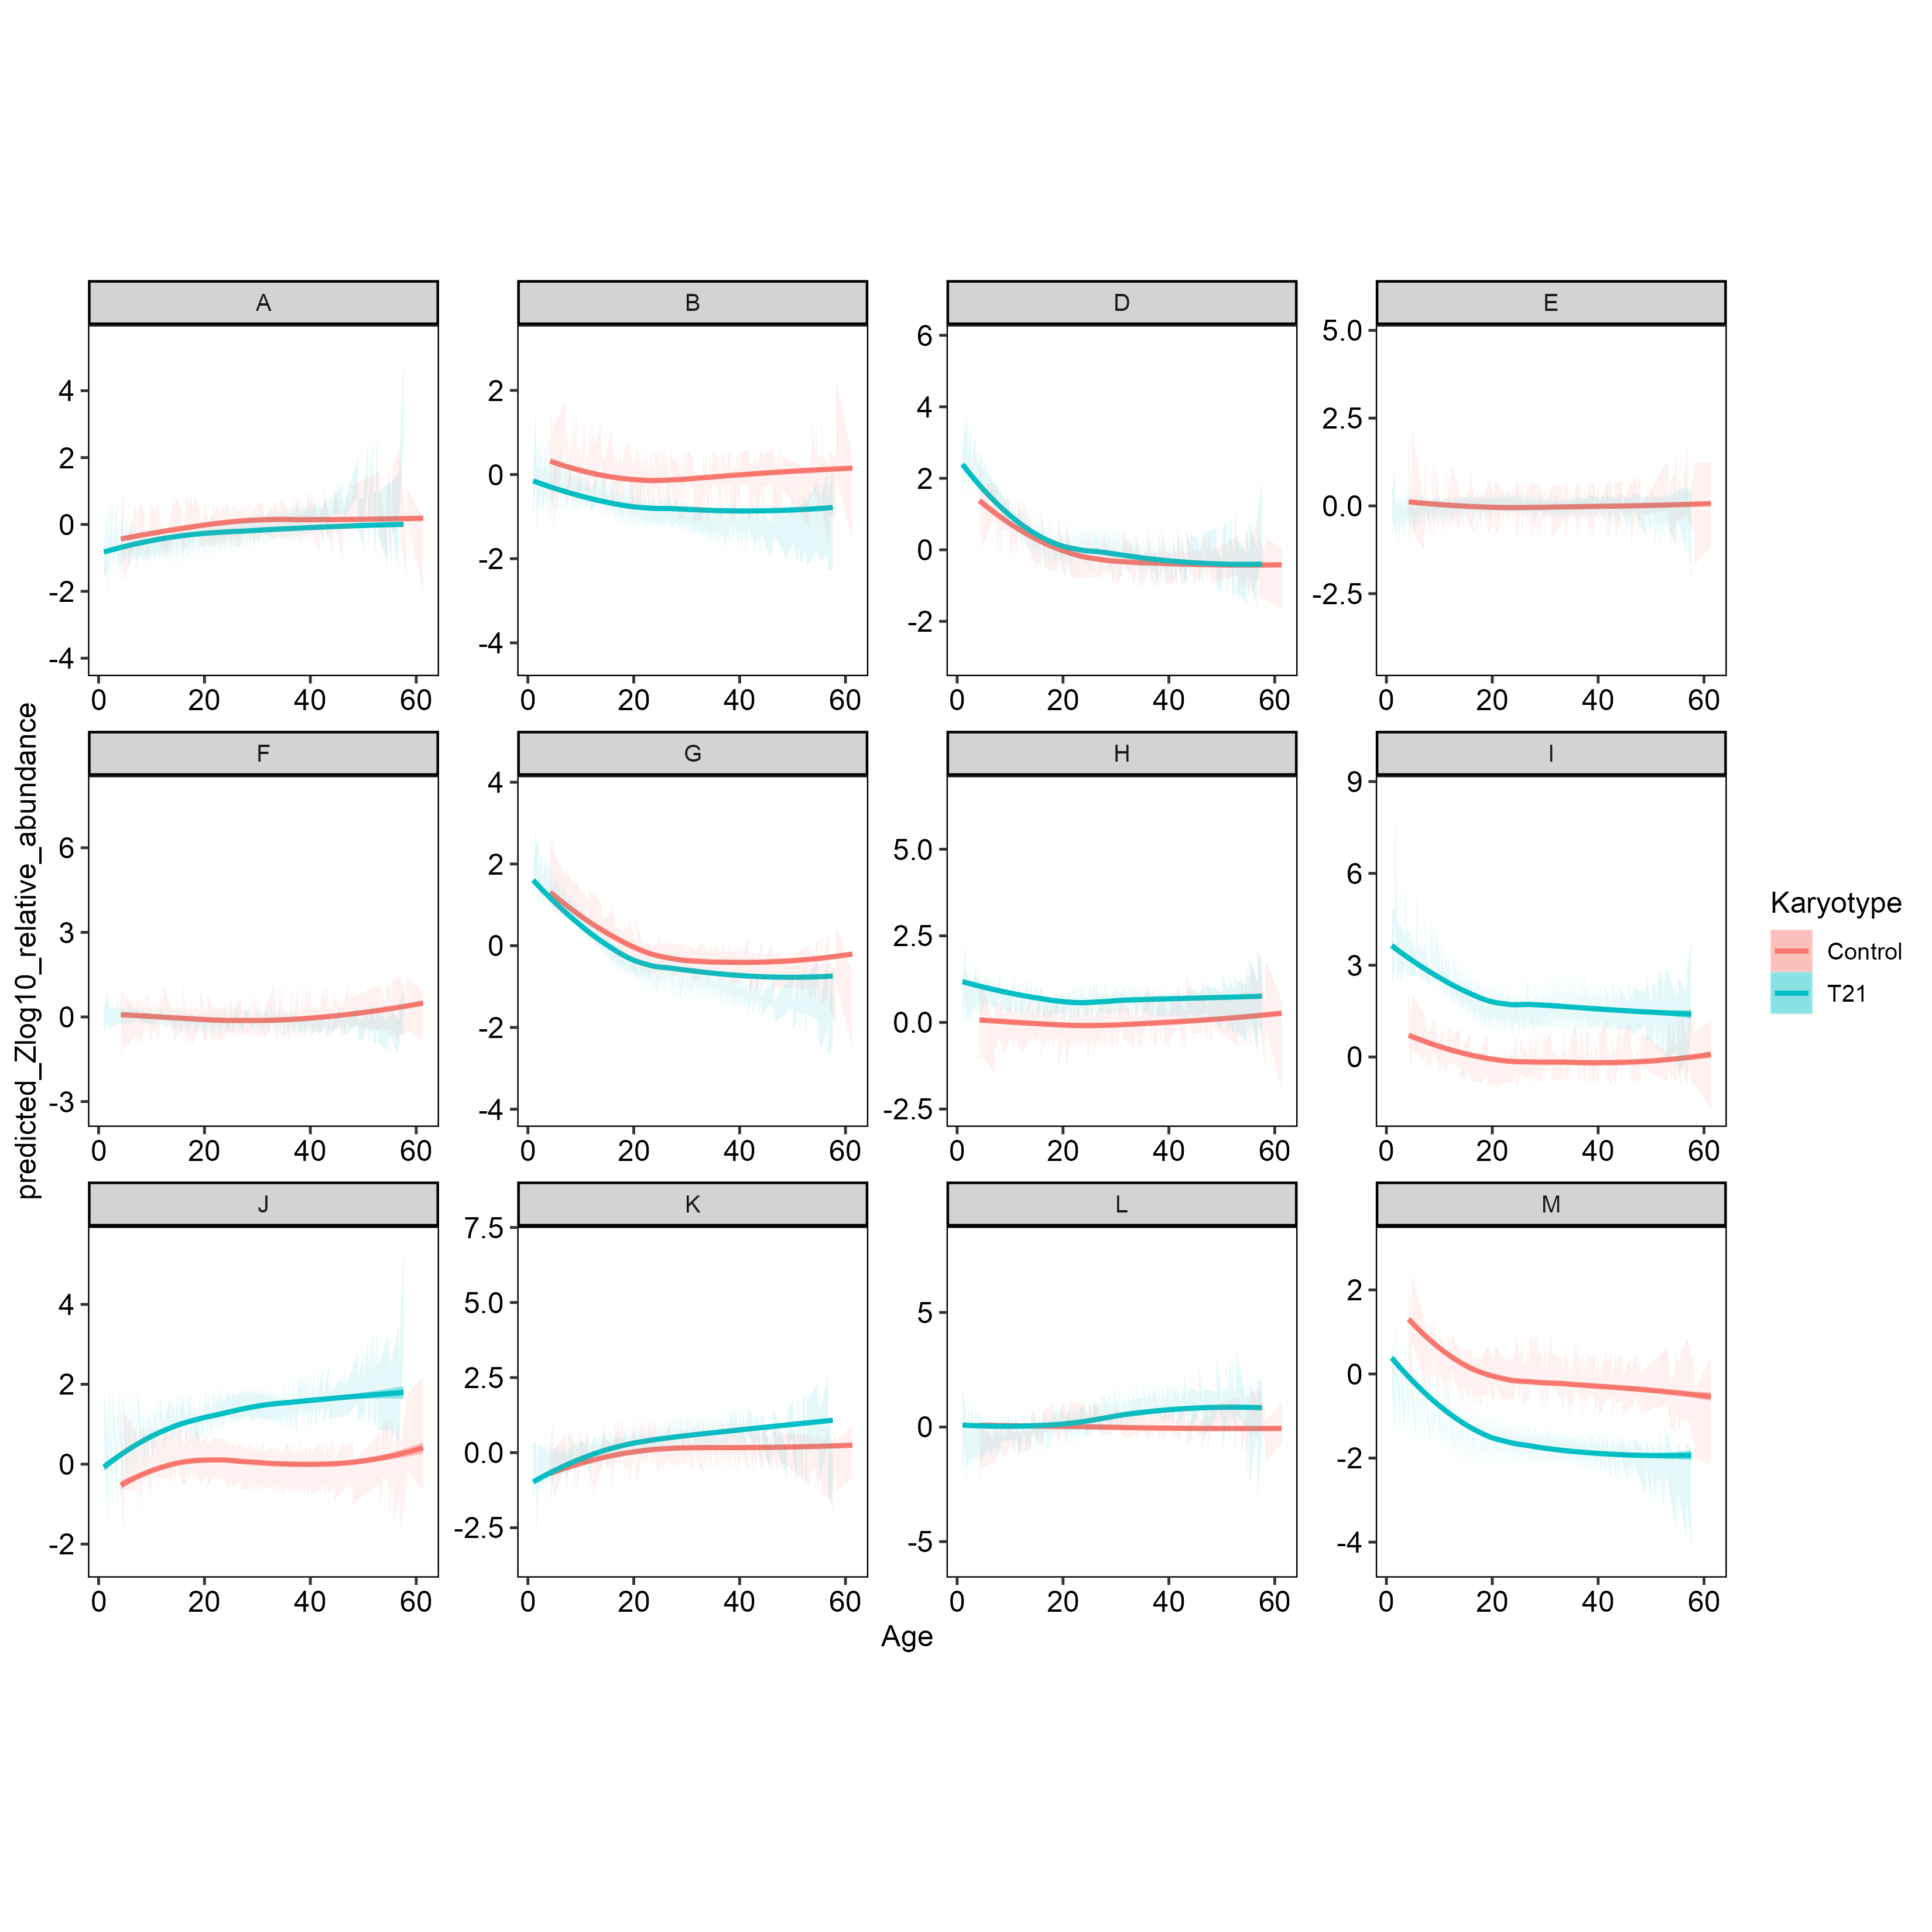 A B D E
4 2 0 -2 -4
2 0 -2 -4
6 4 2 0 -2
5.0 2.5 0.0 -2.5
0 20 40 60 0 20 40 60 0 20 40 60 0 20 40 60
F G H I
6 3 0 -3
4 2 0 -2 -4
5.0 2.5 0.0 -2.5
9 6 3 0
0 20 40 60 0 20 40 60 0 20 40 60 0 20 40 60
J K L M
4 2 0 -2
7.5 5.0 2.5 0.0 -2.5
5 0 -5
2 0 -2 -4
0 20 40 60 0 20 40 60 0 20 40 60 0 20 40 60
Age
predicted_Zlog10_relative_abundance
Karyotype
Control
T21